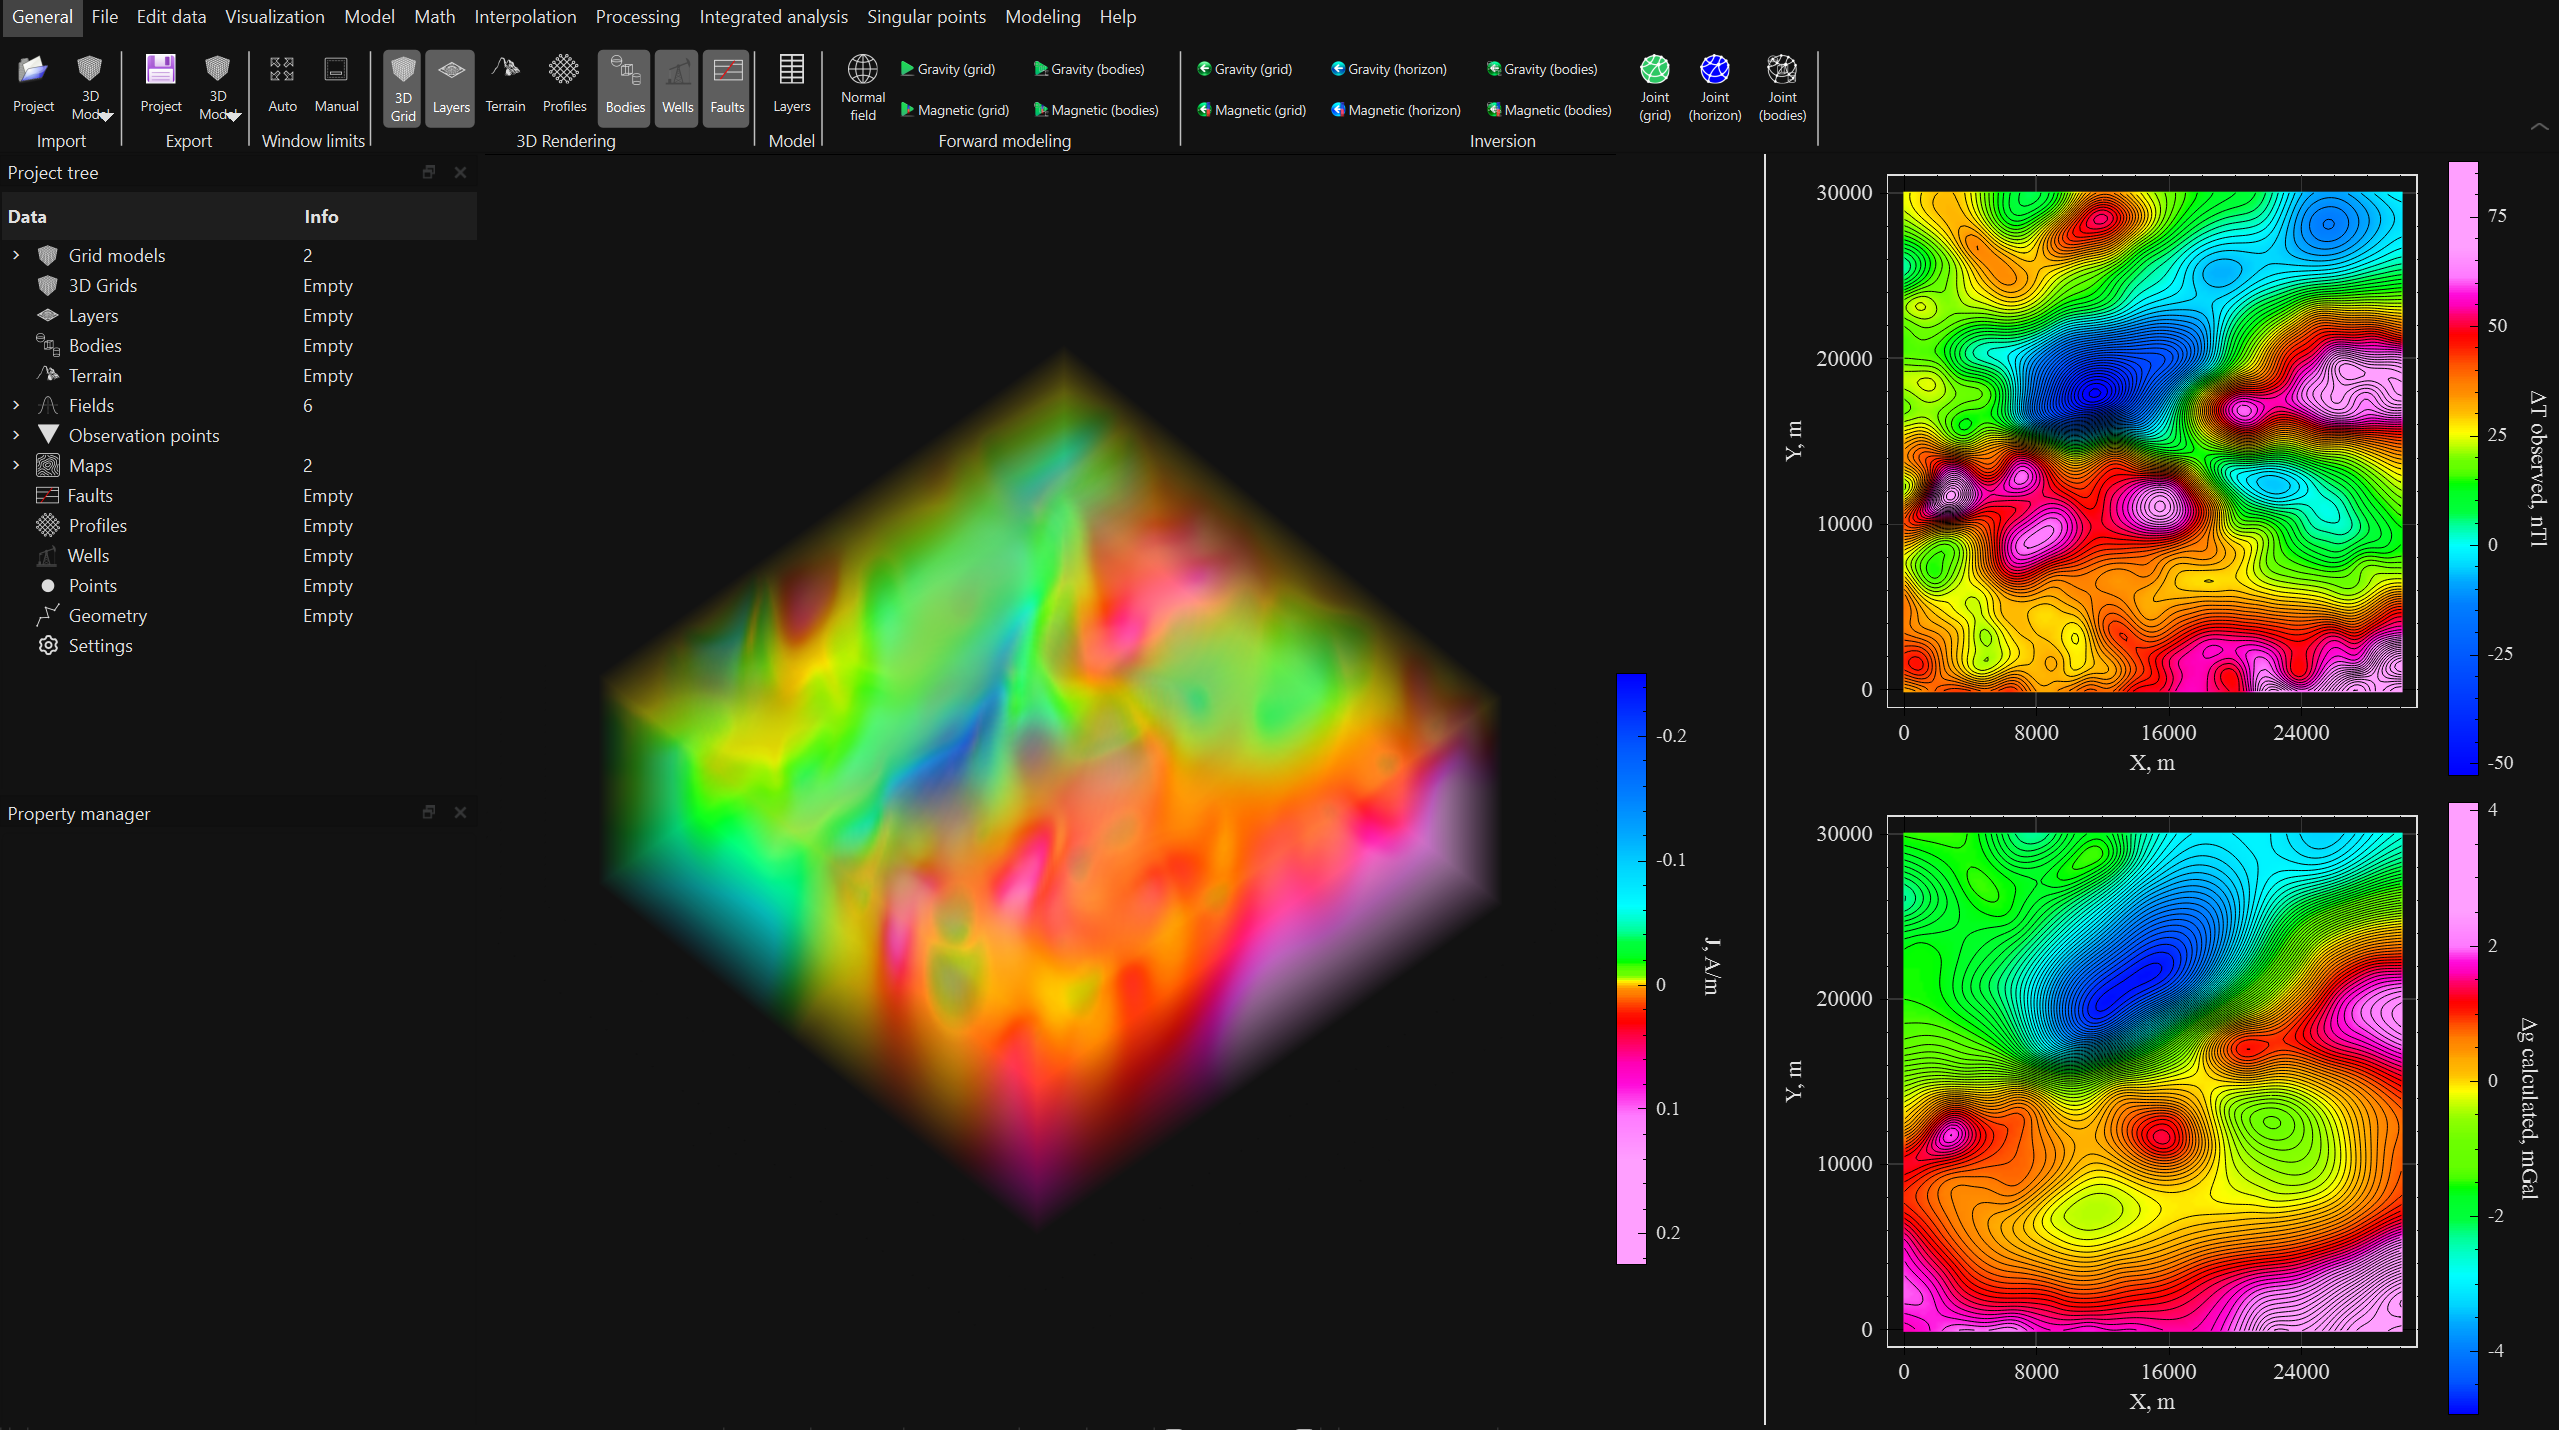 General File Edit data Visualization Model Math Interpolation Processing Integrated analysis Singular points Modeling Help
Project 3D Model Project 3D Model Auto Manual 3D Grid Layers Terrain Profiles Bodies Wells Faults Layers Normal field
Gravity (grid) Gravity (bodies) Gravity (grid) Gravity (horizon) Gravity (bodies)
Magnetic (grid) Magnetic (bodies) Magnetic (grid) Magnetic (horizon) Magnetic (bodies)
Joint (grid) Joint (horizon) Joint (bodies)
Import Export Window limits 3D Rendering Model Forward modeling Inversion
Project tree
Data Info
Grid models 2
3D Grids Empty
Layers Empty
Bodies Empty
Terrain Empty
Fields 6
Observation points
Maps 2
Faults Empty
Profiles Empty
Wells Empty
Points Empty
Geometry Empty
Settings
Property manager
-0.2
-0.1
0
0.1
0.2
J, A/m
30000
20000
10000
0
Y, m
0 8000 16000 24000
X, m
75
50
25
0
-25
-50
ΔT observed, nTl
30000
20000
10000
0
Y, m
0 8000 16000 24000
X, m
4
2
0
-2
-4
Δg calculated, mGal